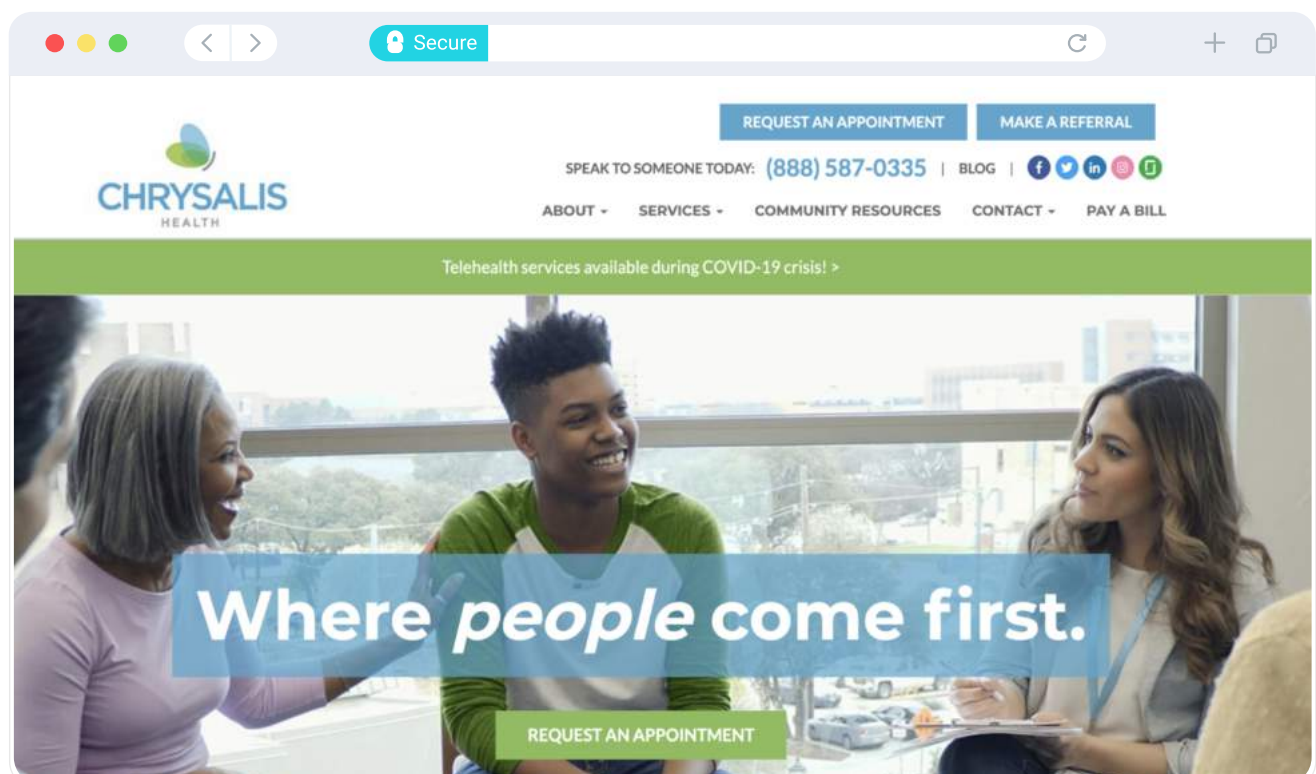 Secure
REQUEST AN APPOINTMENT
MAKE A REFERRAL
CHRYSALIS
HEALTH
SPEAK TO SOMEONE TODAY: (888) 587-0335 | BLOG |
ABOUT SERVICES COMMUNITY RESOURCES CONTACT PAY A BILL
Telehealth services available during COVID-19 crisis! >
Where people come first.
REQUEST AN APPOINTMENT